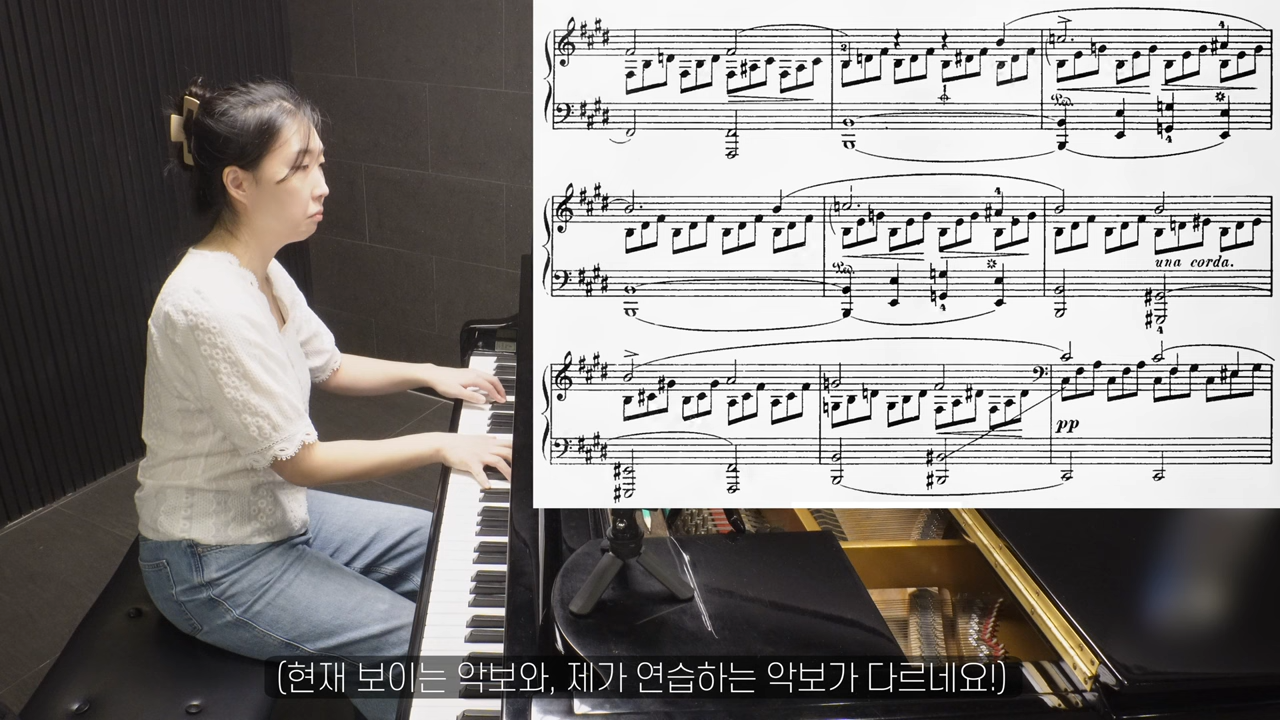 una corda.
pp
(현재 보이는 악보와, 제가 연습하는 악보가 다르네요!)